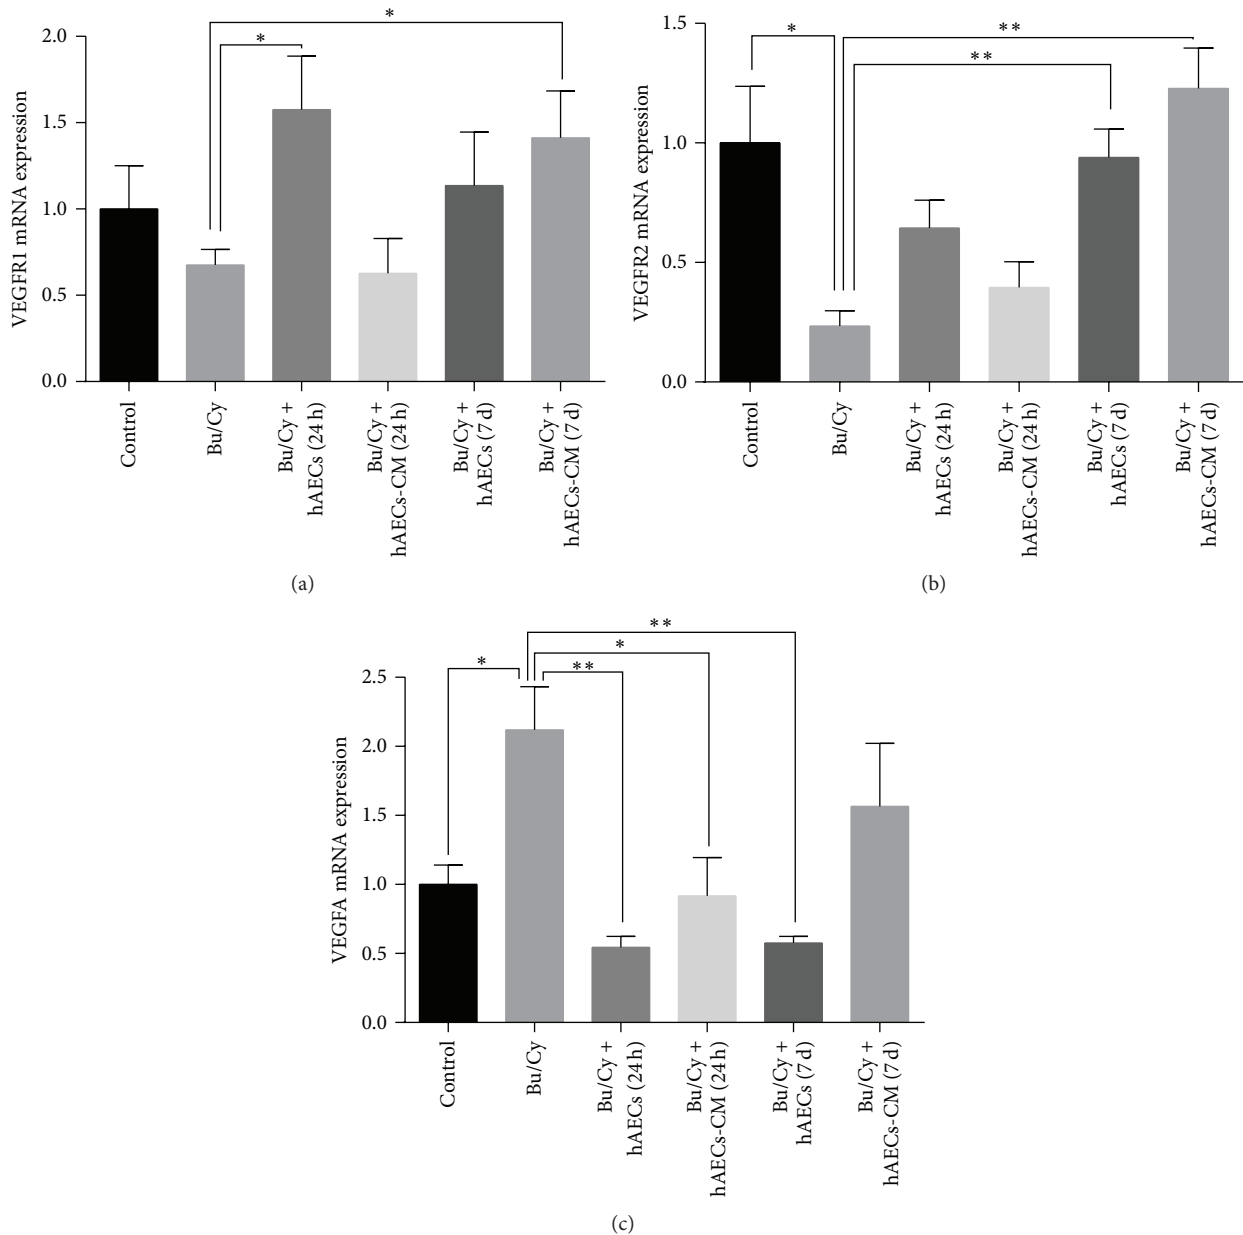 *
*
VEGFR1 mRNA expression
2.0
1.5
1.0
0.5
0.0
Control
Bu/Cy
Bu/Cy +
hAECs (24 h)
Bu/Cy +
hAECs-CM (24 h)
Bu/Cy +
hAECs (7 d)
Bu/Cy +
hAECs-CM (7 d)
(a)
*
**
**
VEGFR2 mRNA expression
1.5
1.0
0.5
0.0
Control
Bu/Cy
Bu/Cy +
hAECs (24 h)
Bu/Cy +
hAECs-CM (24 h)
Bu/Cy +
hAECs (7 d)
Bu/Cy +
hAECs-CM (7 d)
(b)
**
*
*
**
VEGFA mRNA expression
2.5
2.0
1.5
1.0
0.5
0.0
Control
Bu/Cy
Bu/Cy +
hAECs (24 h)
Bu/Cy +
hAECs-CM (24 h)
Bu/Cy +
hAECs (7 d)
Bu/Cy +
hAECs-CM (7 d)
(c)